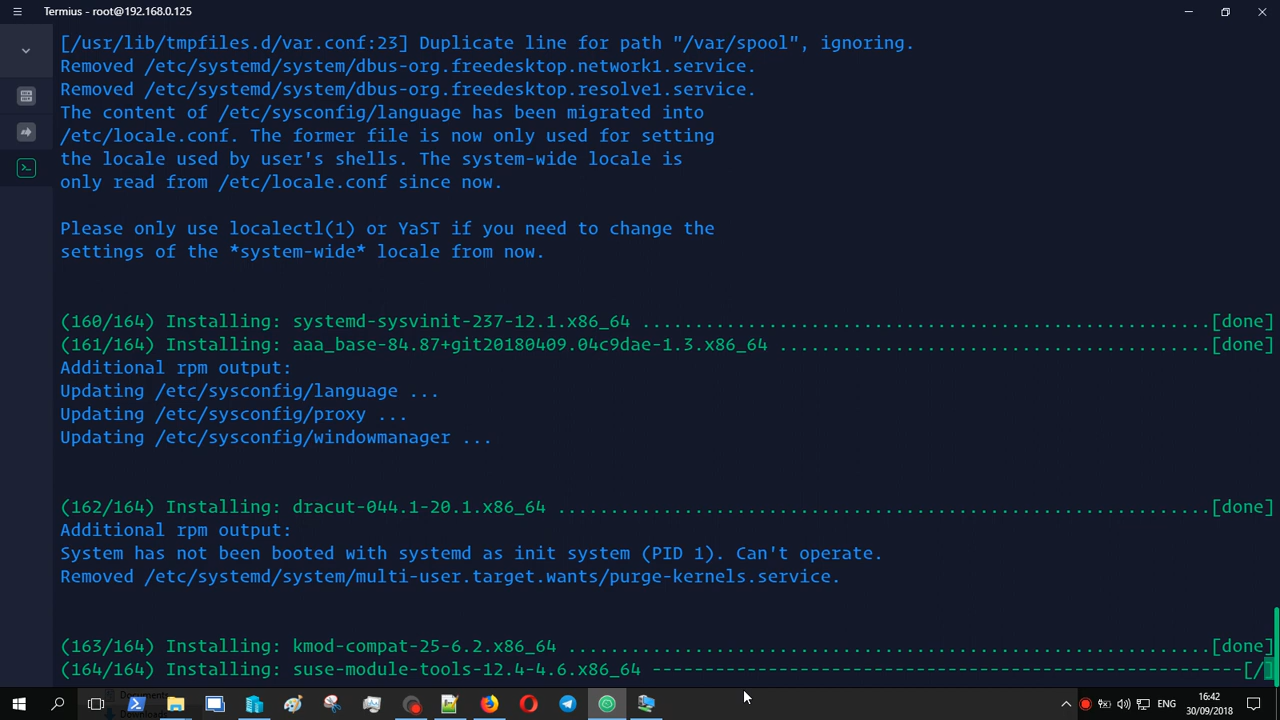 Termius - root@192.168.0.125
[/usr/lib/tmpfiles.d/var.conf:23] Duplicate line for path "/var/spool", ignoring.
Removed /etc/systemd/system/dbus-org.freedesktop.network1.service.
Removed /etc/systemd/system/dbus-org.freedesktop.resolve1.service.
The content of /etc/sysconfig/language has been migrated into
/etc/locale.conf. The former file is now only used for setting
the locale used by user's shells. The system-wide locale is
only read from /etc/locale.conf since now.
Please only use localectl(1) or YaST if you need to change the
settings of the *system-wide* locale from now.
(160/164) Installing: systemd-sysvinit-237-12.1.x86_64 ......................................................[done]
(161/164) Installing: aaa_base-84.87+git20180409.04c9dae-1.3.x86_64 .........................................[done]
Additional rpm output:
Updating /etc/sysconfig/language ...
Updating /etc/sysconfig/proxy ...
Updating /etc/sysconfig/windowmanager ...
(162/164) Installing: dracut-044.1-20.1.x86_64 ..............................................................[done]
Additional rpm output:
System has not been booted with systemd as init system (PID 1). Can't operate.
Removed /etc/systemd/system/multi-user.target.wants/purge-kernels.service.
(163/164) Installing: kmod-compat-25-6.2.x86_64 .............................................................[done]
(164/164) Installing: suse-module-tools-12.4-4.6.x86_64 --------------------------------------------------------[/]
Documents
Downloads
ENG
16:42
30/09/2018